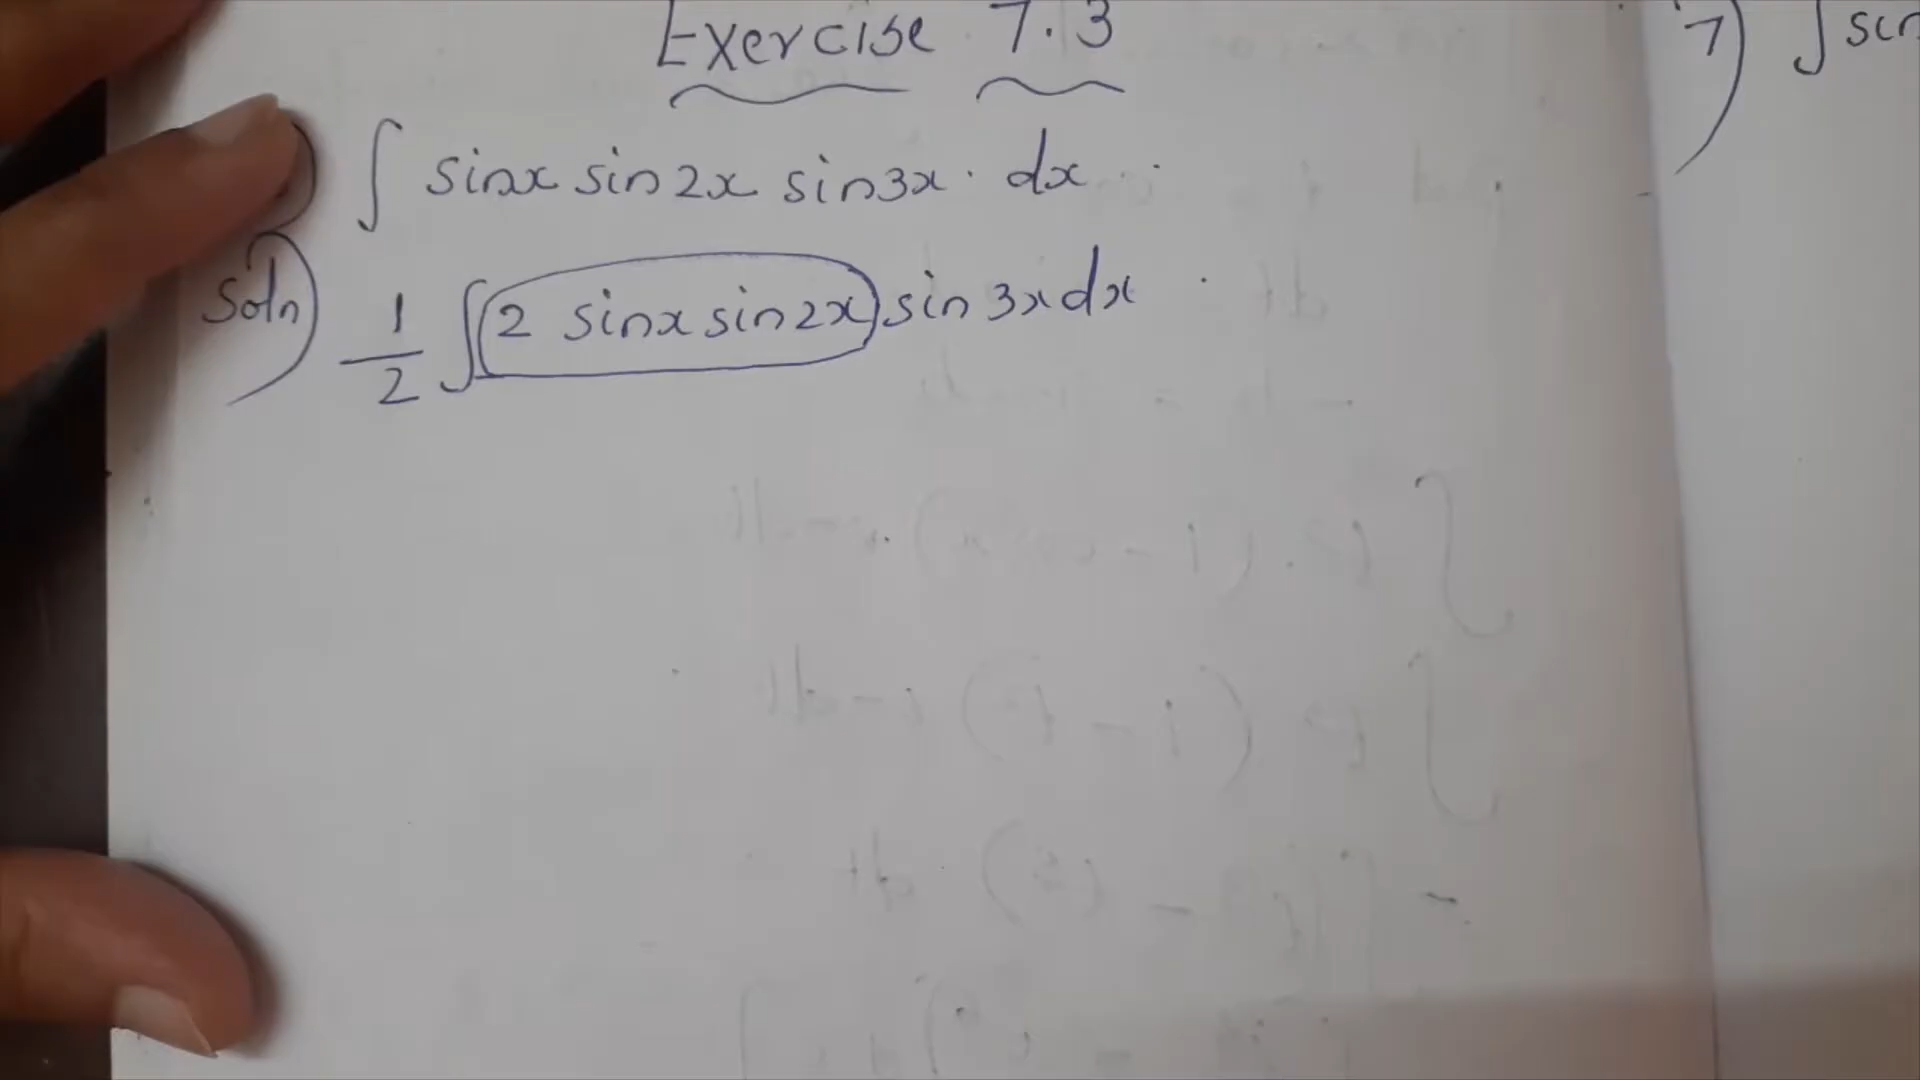 Exercise 7.3
∫ sinx sin2x sin3x. dx
Soln) 1/2 ∫(2 sinx sin2x) sin 3x dx
7) ∫ sin